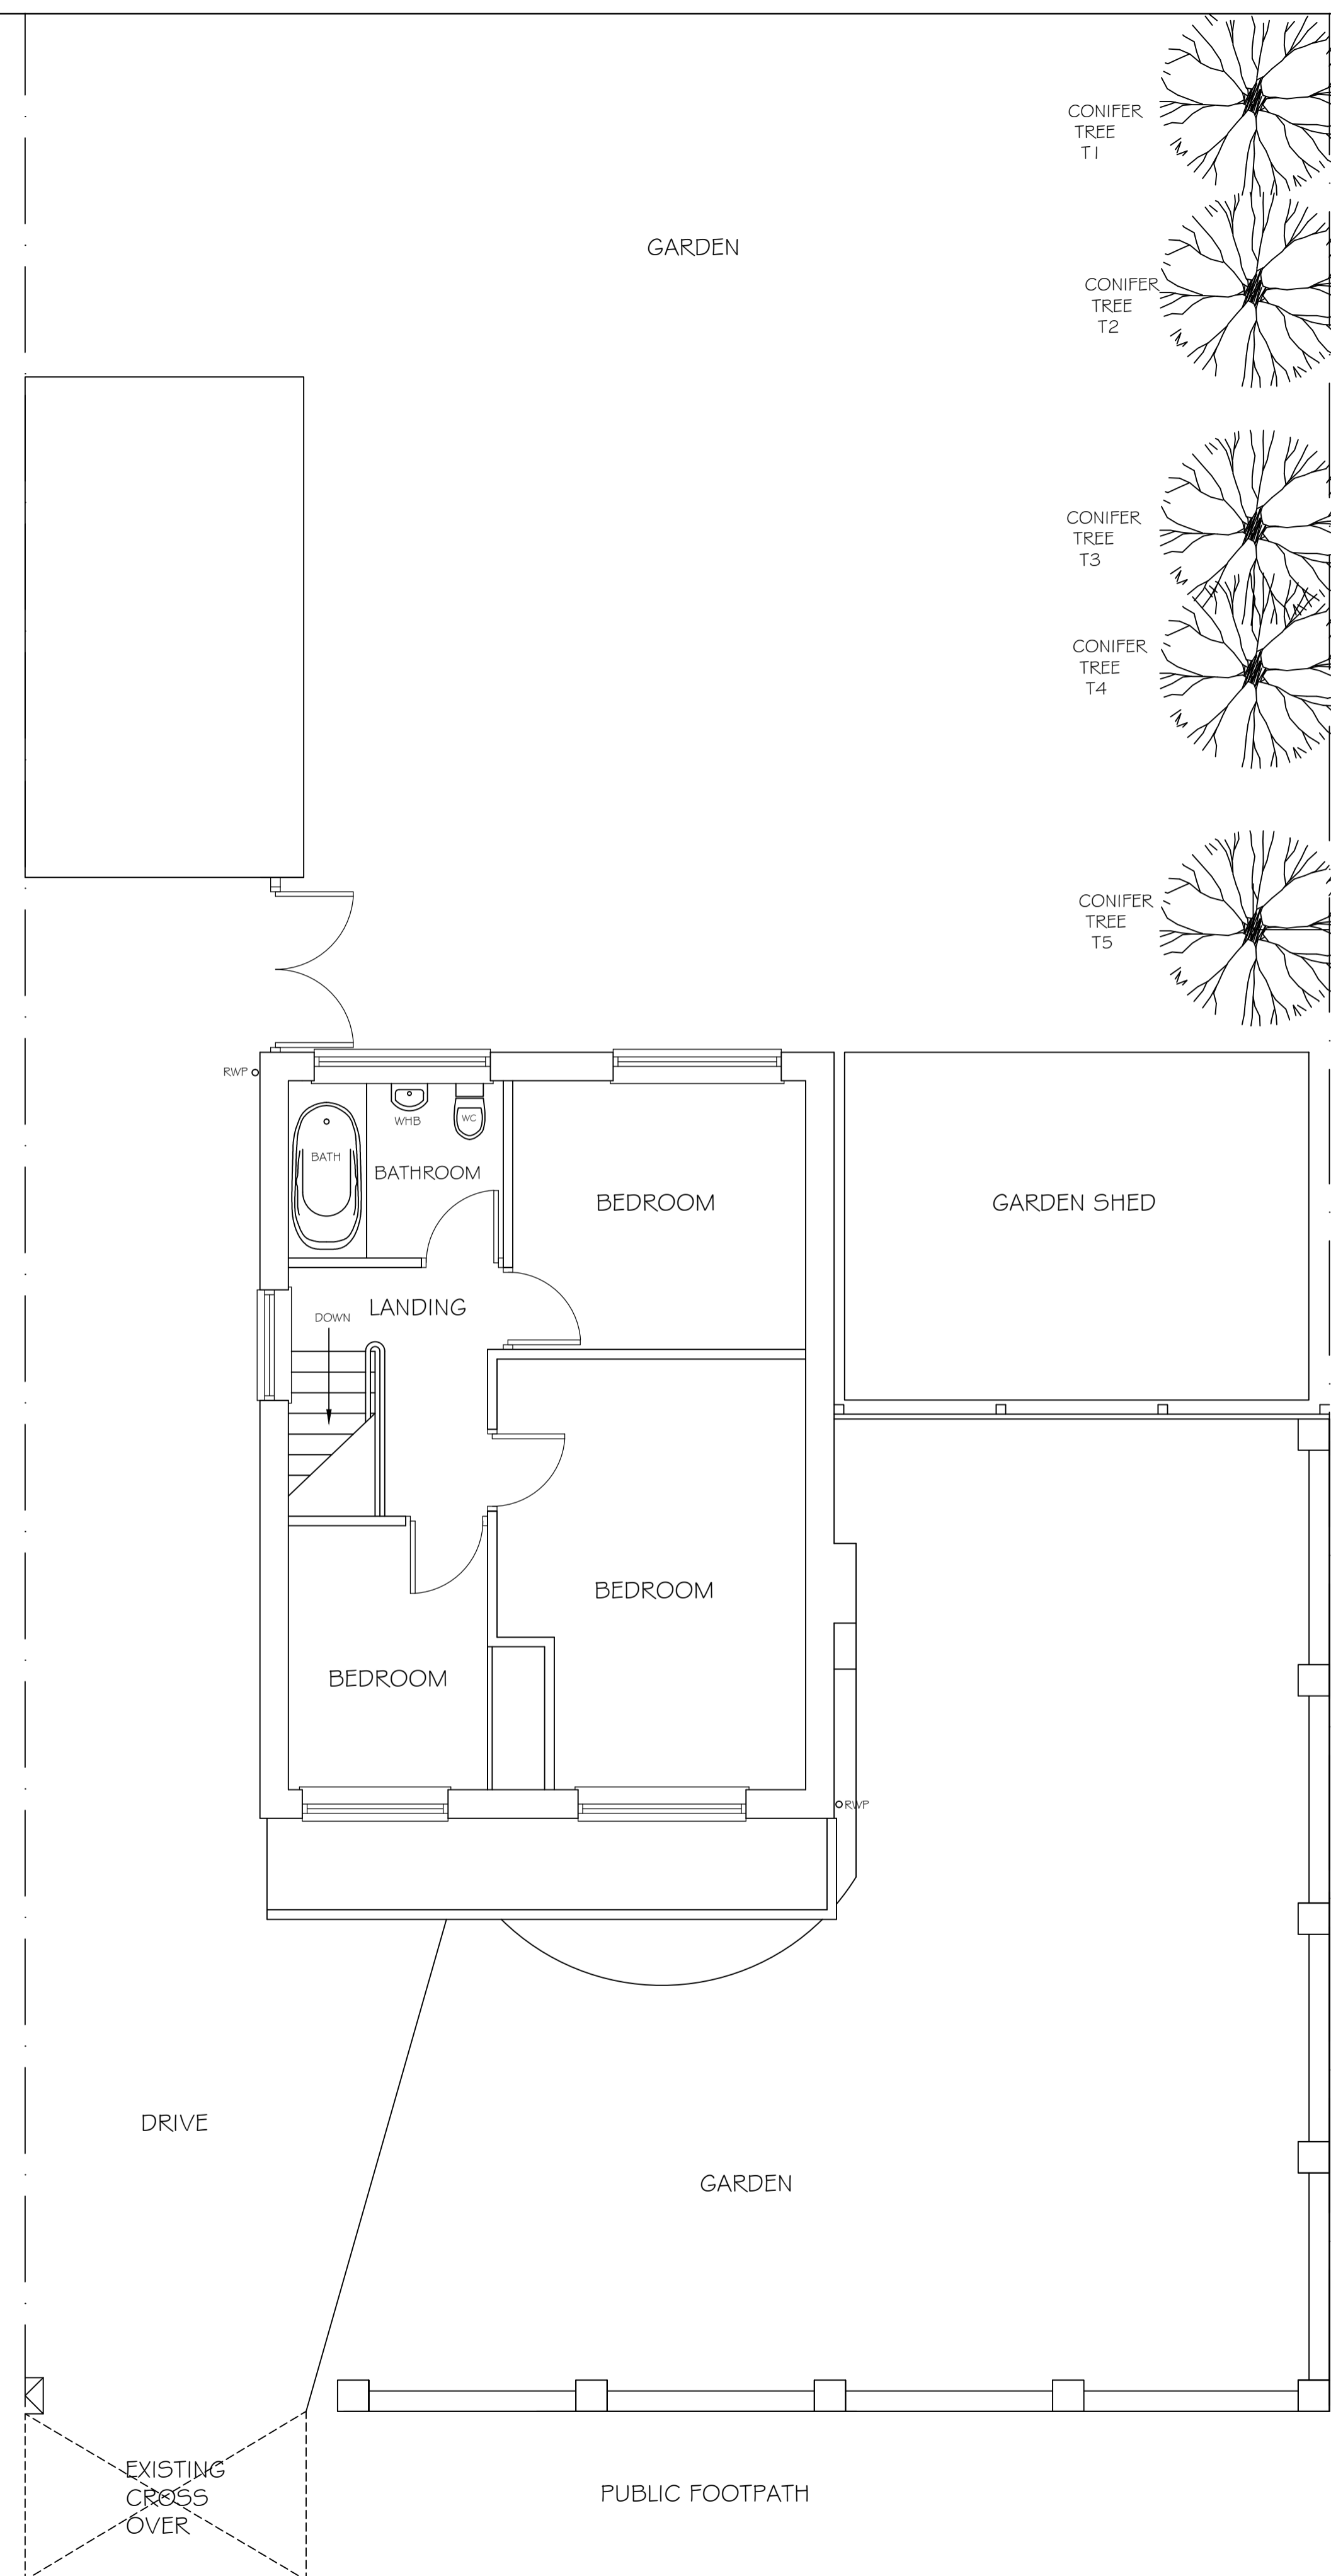 CONIFER
TREE
T1
GARDEN
CONIFER
TREE
T2
CONIFER
TREE
T3
CONIFER
TREE
T4
CONIFER
TREE
T5
RWP
WHB
WC
BATH
BATHROOM
BEDROOM
GARDEN SHED
LANDING
DOWN
BEDROOM
BEDROOM
RWP
DRIVE
GARDEN
EXISTING
CROSS
OVER
PUBLIC FOOTPATH